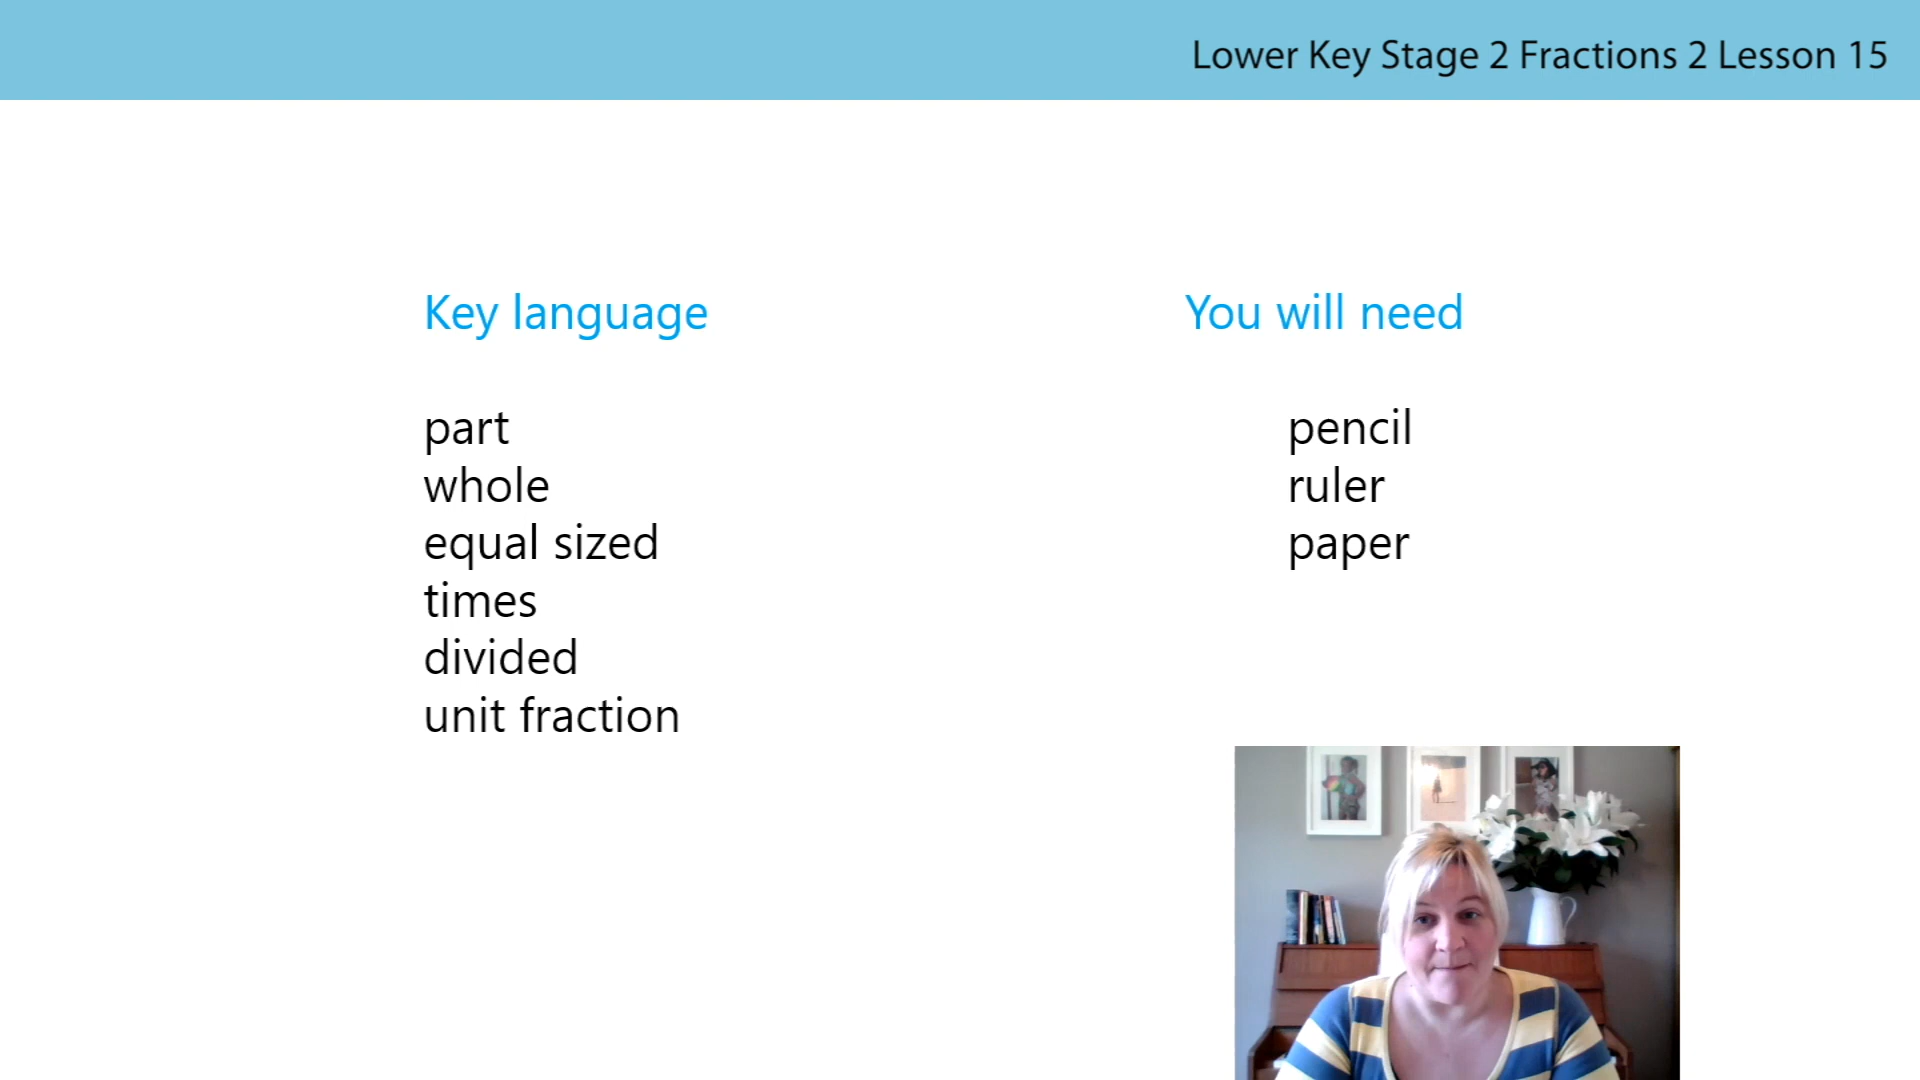 Lower Key Stage 2 Fractions 2 Lesson 15
Key language
part
whole
equal sized
times
divided
unit fraction
You will need
pencil
ruler
paper